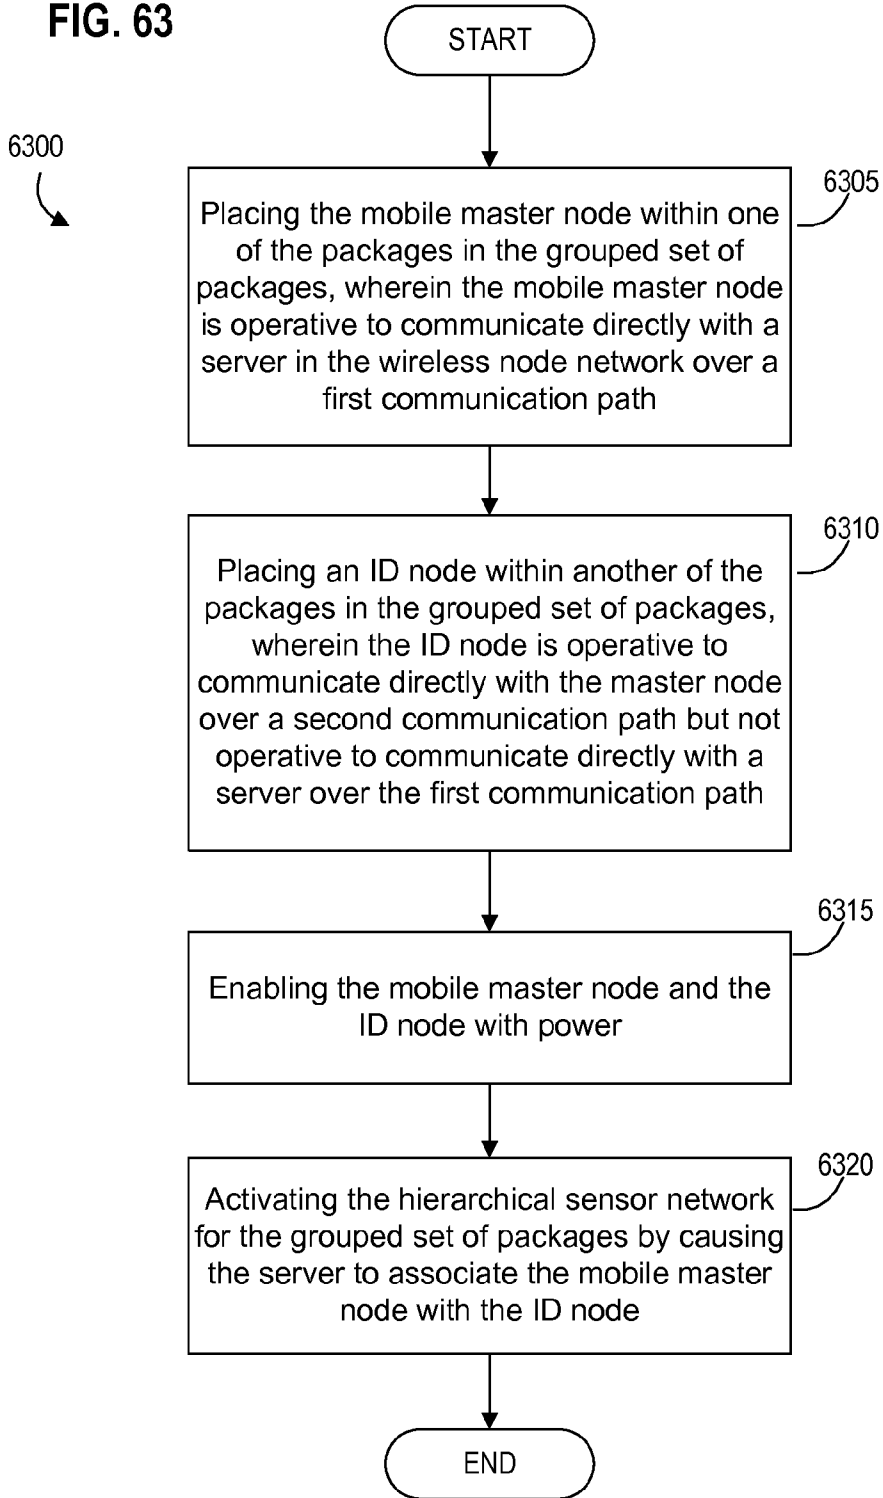 FIG. 63
START
6300
6305
Placing the mobile master node within one
of the packages in the grouped set of
packages, wherein the mobile master node
is operative to communicate directly with a
server in the wireless node network over a
first communication path
6310
Placing an ID node within another of the
packages in the grouped set of packages,
wherein the ID node is operative to
communicate directly with the master node
over a second communication path but not
operative to communicate directly with a
server over the first communication path
6315
Enabling the mobile master node and the
ID node with power
6320
Activating the hierarchical sensor network
for the grouped set of packages by causing
the server to associate the mobile master
node with the ID node
END